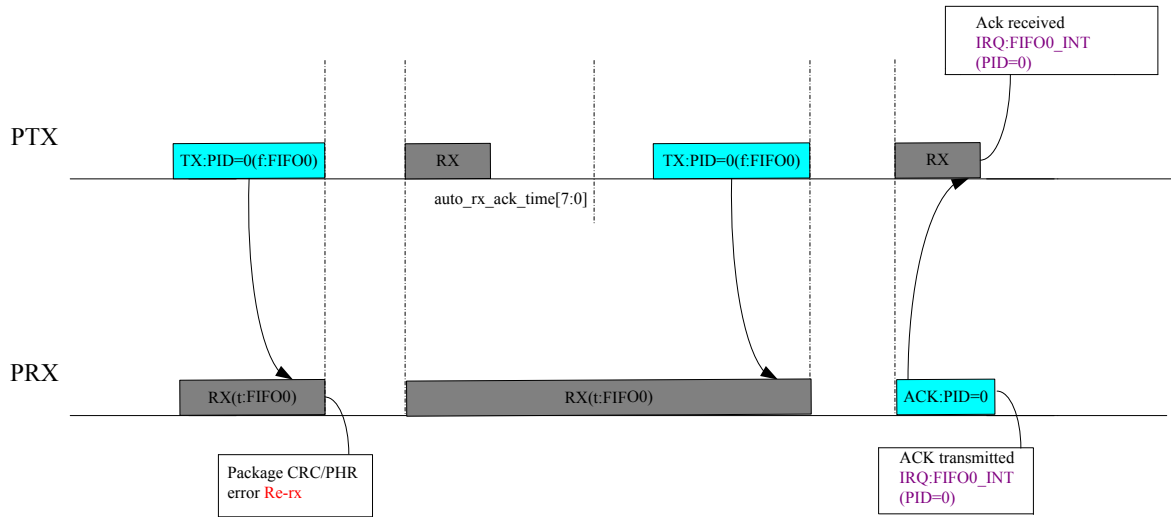 Ack received
IRQ:FIFO0_INT
(PID=0)
PTX
TX:PID=0(f:FIFO0)
RX
TX:PID=0(f:FIFO0)
RX
auto_rx_ack_time[7:0]
PRX
RX(t:FIFO0)
RX(t:FIFO0)
ACK:PID=0
Package CRC/PHR
error Re-rx
ACK transmitted
IRQ:FIFO0_INT
(PID=0)